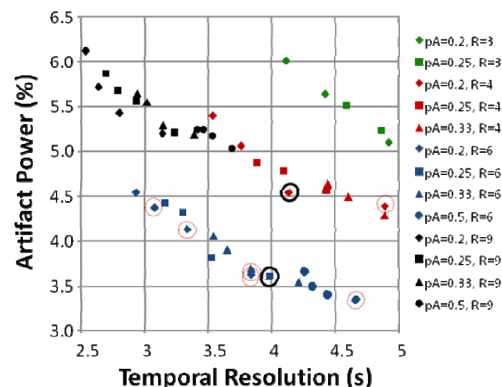 6.5
6.0
5.5
5.0
4.5
4.0
3.5
3.0
Artifact Power (%)
2.5 3 3.5 4 4.5 5
Temporal Resolution (s)
pA=0.2, R=3
pA=0.25, R=3
pA=0.2, R=4
pA=0.25, R=4
pA=0.33, R=4
pA=0.2, R=6
pA=0.25, R=6
pA=0.33, R=6
pA=0.5, R=6
pA=0.2, R=9
pA=0.25, R=9
pA=0.33, R=9
pA=0.5, R=9